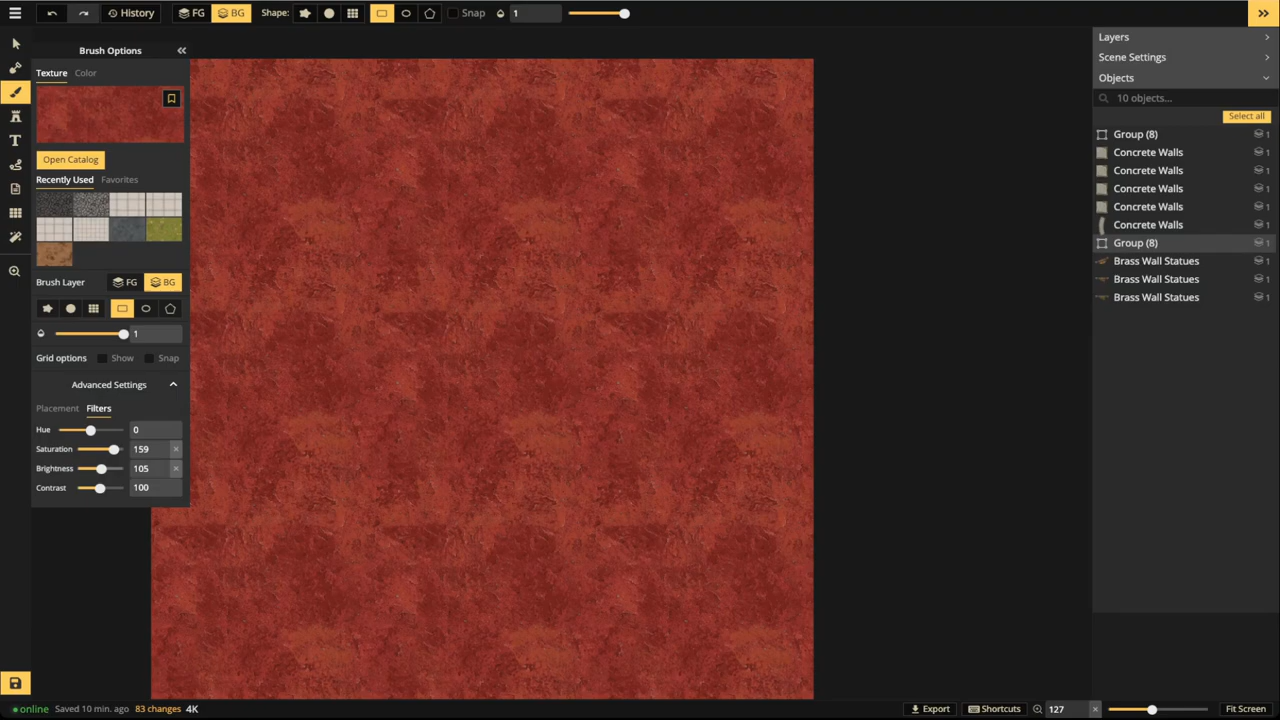 History
FG
BG
Shape:
Snap
1
Brush Options
Texture
Color
Open Catalog
Recently Used
Favorites
Brush Layer
FG
BG
1
Grid options
Show
Snap
Advanced Settings
Placement
Filters
Hue
0
Saturation
159
×
Brightness
105
×
Contrast
100
Layers
Scene Settings
Objects
10 objects...
Select all
Group (8)
1
Concrete Walls
1
Concrete Walls
1
Concrete Walls
1
Concrete Walls
1
Concrete Walls
1
Group (8)
1
Brass Wall Statues
1
Brass Wall Statues
1
Brass Wall Statues
1
online
Saved 10 min. ago
83 changes
4K
Export
Shortcuts
127
×
Fit Screen